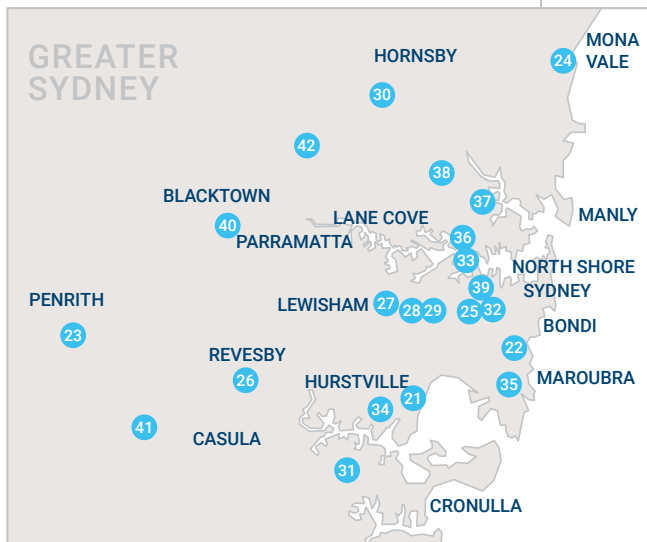 GREATER
SYDNEY
HORNSBY
MONA
VALE
24
30
42
38
BLACKTOWN
37
40
LANE COVE
MANLY
PARRAMATTA
36
33
NORTH SHORE
39
SYDNEY
PENRITH
LEWISHAM
27
28
29
25
32
23
BONDI
REVESBY
22
26
HURSTVILLE
35
MAROUBRA
34
21
41
CASULA
31
CRONULLA